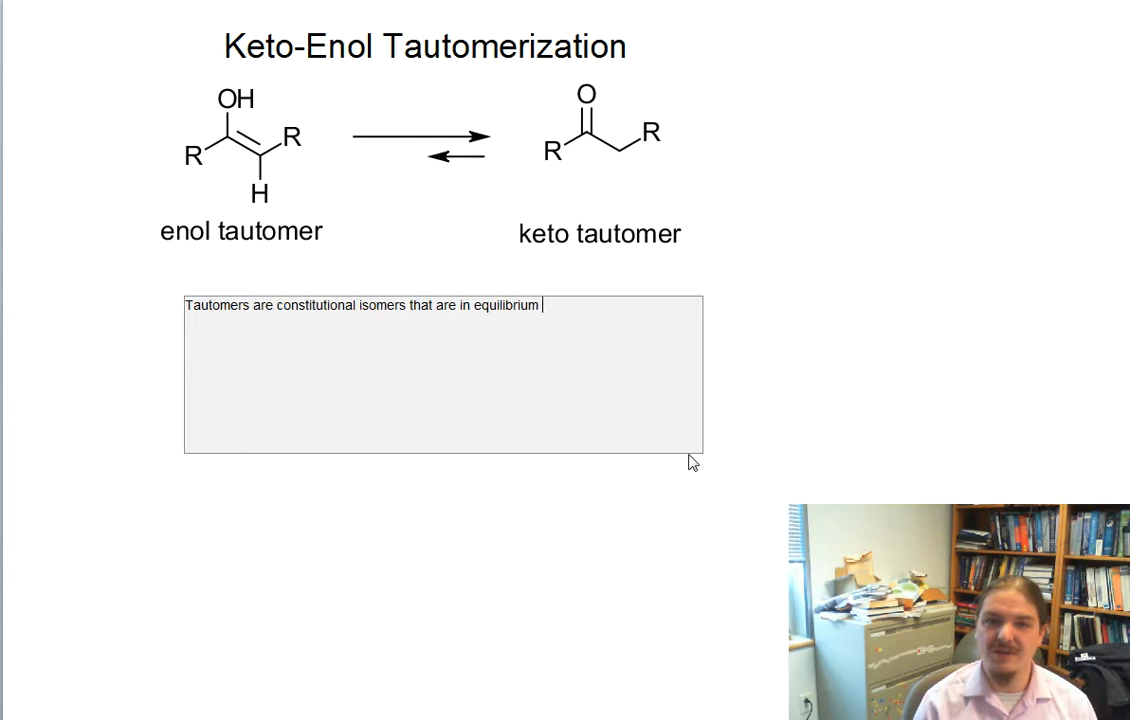 Keto-Enol Tautomerization
OH
R
R
H
O
R
R
enol tautomer
keto tautomer
Tautomers are constitutional isomers that are in equilibrium